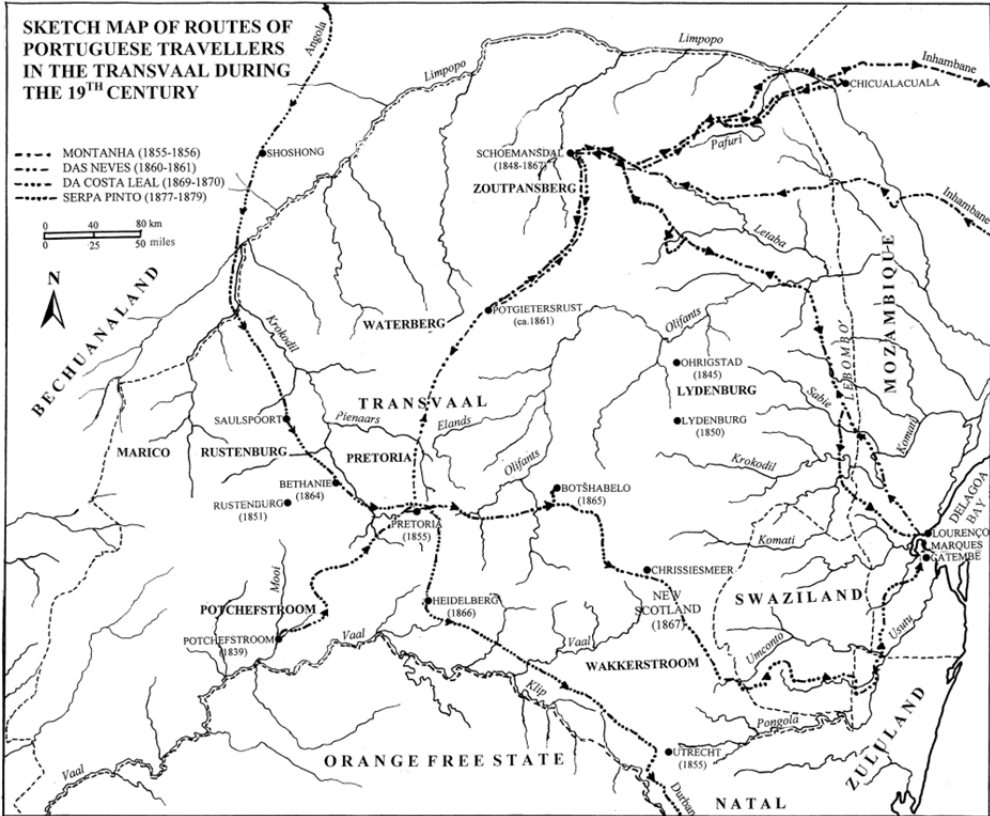 SKETCH MAP OF ROUTES OF
PORTUGUESE TRAVELLERS
IN THE TRANSVAAL DURING
THE 19TH CENTURY
MONTANHA (1855-1856)
DAS NEVES (1860-1861)
DA COSTA LEAL (1869-1870)
SERPA PINTO (1877-1879)
0 40 80 km
0 25 50 miles
N
Angola
Limpopo
Limpopo
Inhambane
CHICUALACUALA
Pafuri
SHOSHONG
SCHOEMANSDAL
(1848-1867)
ZOUTPANSBERG
Inhambane
Letaba
MOZAMBIQUE
BECHUANALAND
WATERBERG
POTGIETERSRUST
(ca.1861)
Olifants
LEBOMBO
Krokodil
OHRIGSTAD
(1845)
LYDENBURG
TRANSVAAL
Sabie
SAULSPOORT
Pienaars
Elands
LYDENBURG
(1850)
Komati
MARICO
RUSTENBURG
PRETORIA
Olifants
Krokodil
BETHANIE
(1864)
BOTSHABELO
(1865)
RUSTENBURG
(1851)
PRETORIA
(1855)
DELAGOA
BAY
LOURENÇO
MARQUES
CATEMBE
Komati
Mooi
CHRISSIESMEER
NEW
SCOTLAND
(1867)
SWAZILAND
POTCHEFSTROOM
HEIDELBERG
(1866)
Usutu
POTCHEFSTROOM
(1839)
Vaal
Vaal
Umconto
WAKKERSTROOM
Klip
Pongola
UTRECHT
(1855)
ZULULAND
ORANGE FREE STATE
Vaal
Durban
NATAL